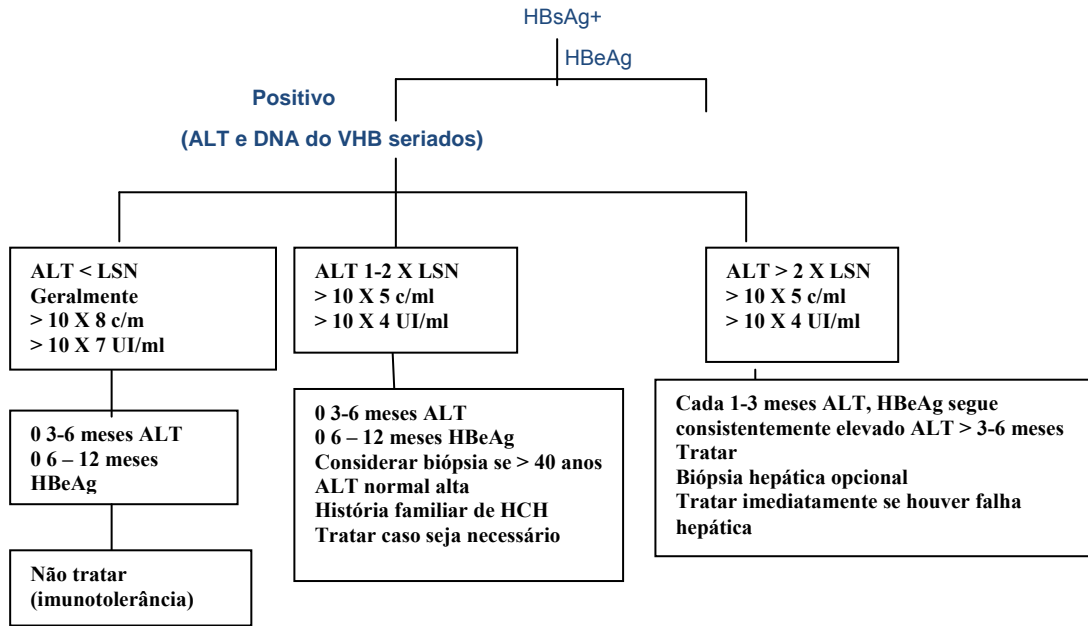 HBsAg+
HBeAg
Positivo
(ALT e DNA do VHB seriados)
ALT < LSN
Geralmente
> 10 X 8 c/m
> 10 X 7 UI/ml
ALT 1-2 X LSN
> 10 X 5 c/ml
> 10 X 4 UI/ml
ALT > 2 X LSN
> 10 X 5 c/ml
> 10 X 4 UI/ml
0 3-6 meses ALT
0 6 – 12 meses
HBeAg
0 3-6 meses ALT
0 6 – 12 meses HBeAg
Considerar biópsia se > 40 anos
ALT normal alta
História familiar de HCH
Tratar caso seja necessário
Cada 1-3 meses ALT, HBeAg segue
consistentemente elevado ALT > 3-6 meses
Tratar
Biópsia hepática opcional
Tratar imediatamente se houver falha
hepática
Não tratar
(imunotolerância)